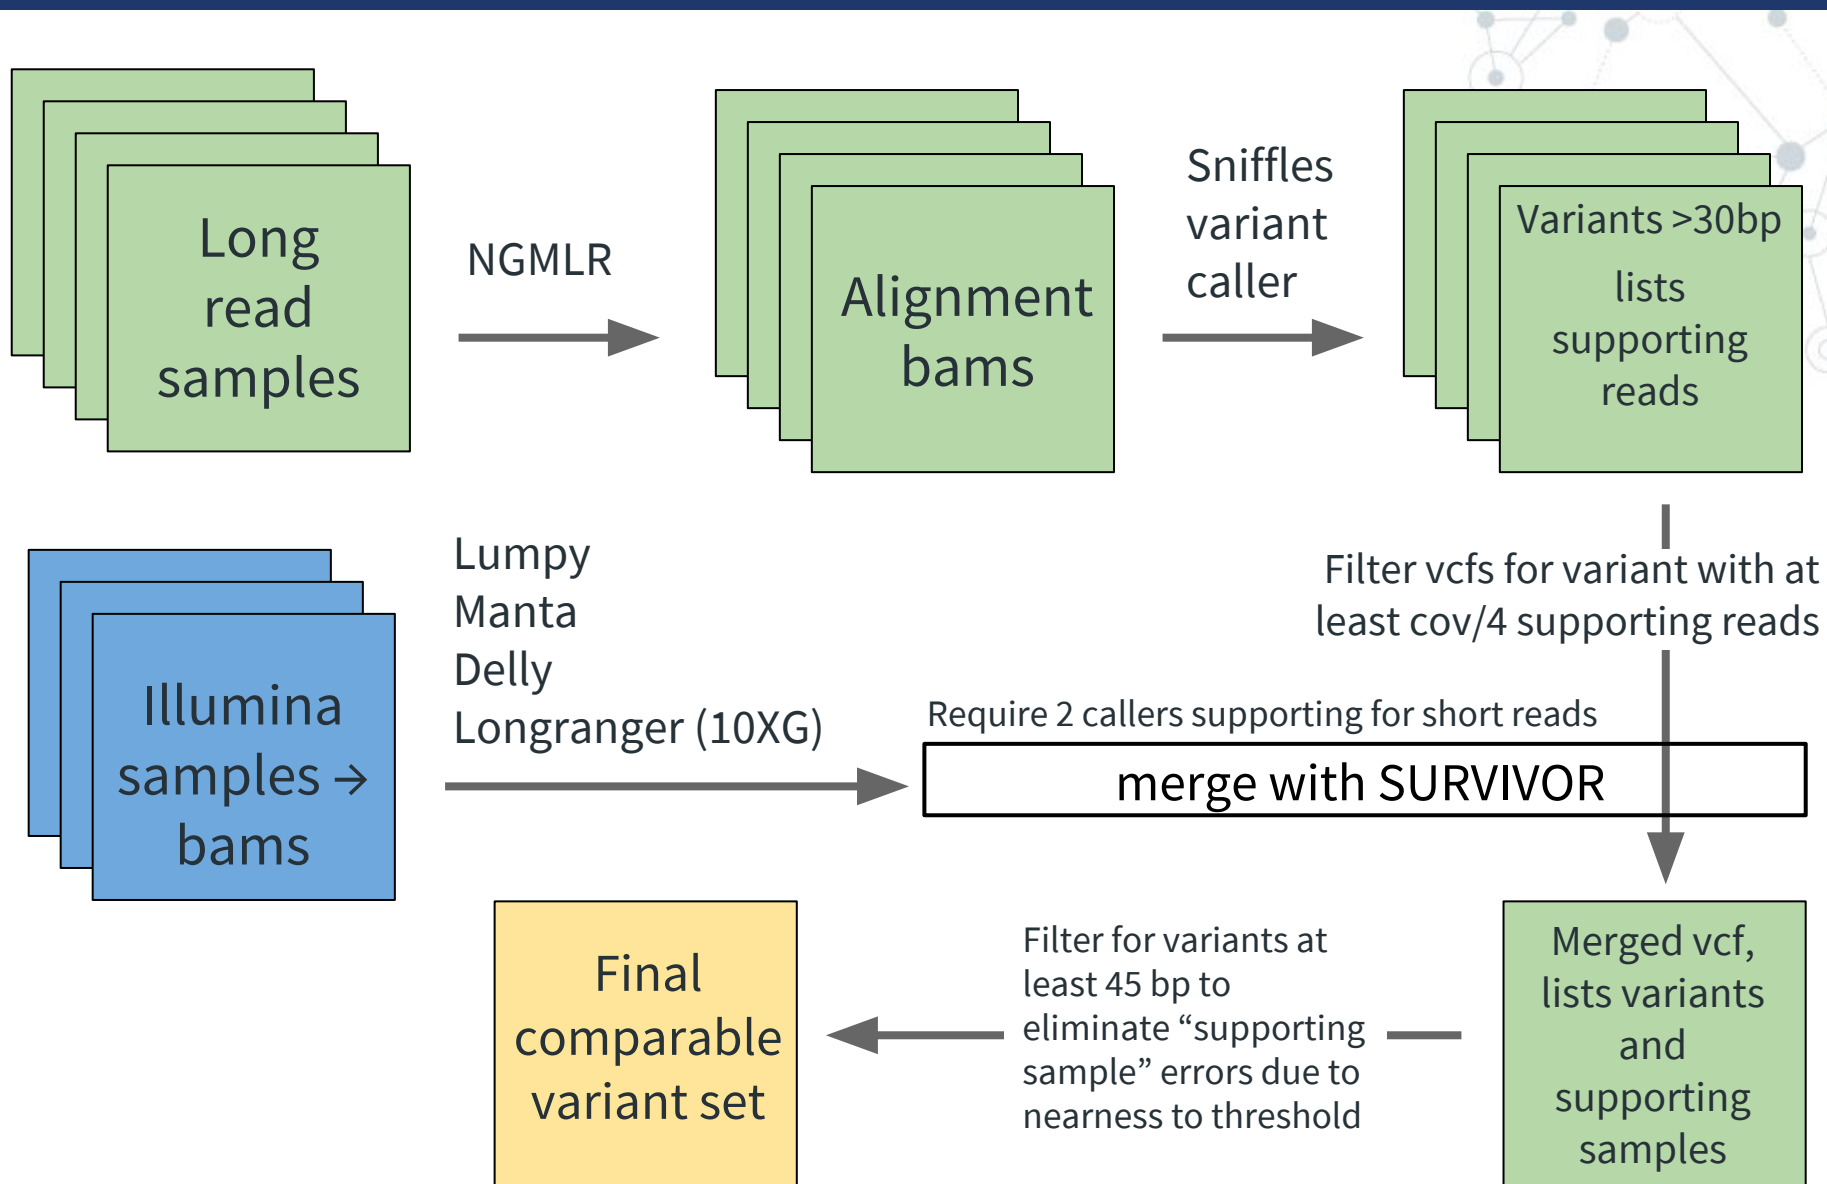 Long
read
samples
NGMLR
Alignment
bams
Sniffles
variant
caller
Variants >30bp
lists
supporting
reads
Filter vcfs for variant with at
least cov/4 supporting reads
Illumina
samples →
bams
Lumpy
Manta
Delly
Longranger (10XG)
Require 2 callers supporting for short reads
merge with SURVIVOR
Merged vcf,
lists variants
and
supporting
samples
Filter for variants at
least 45 bp to
eliminate “supporting
sample” errors due to
nearness to threshold
Final
comparable
variant set